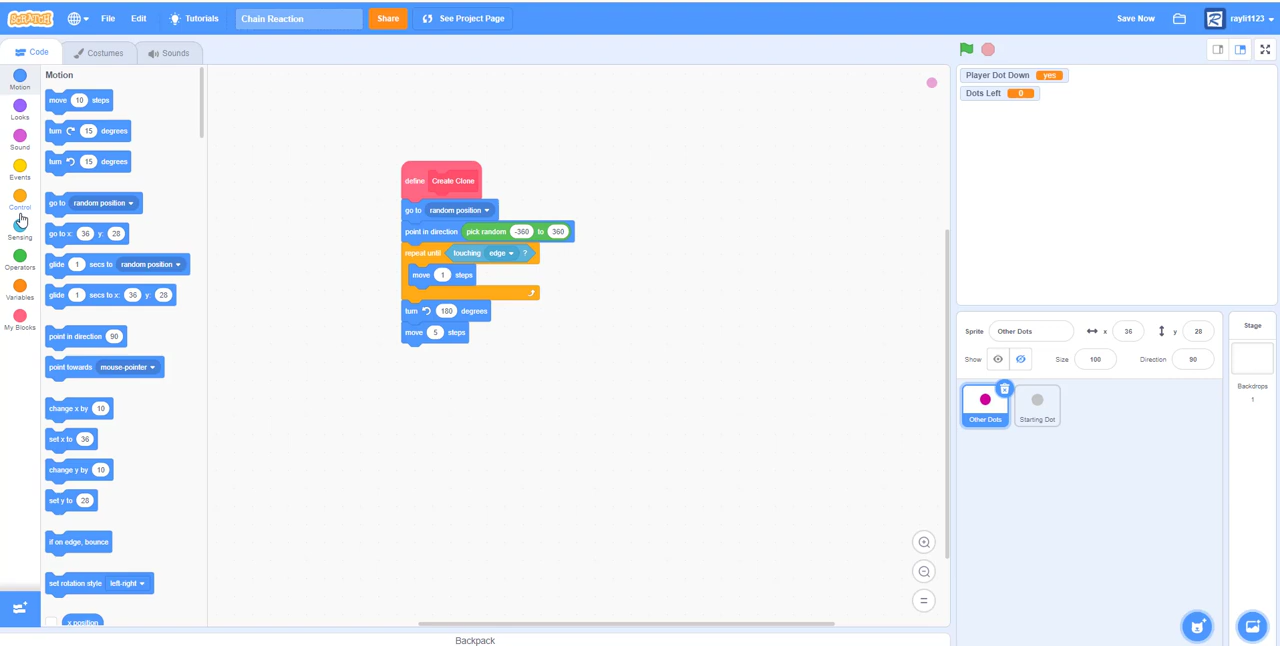 SCRATCH File Edit Tutorials Chain Reaction Share See Project Page Save Now rayli1123
Code Costumes Sounds
Motion
Looks
Sound
Events
Control
Sensing
Operators
Variables
My Blocks
Motion
move 10 steps
turn 15 degrees
turn 15 degrees
go to random position
go to x: 36 y: 28
glide 1 secs to random position
glide 1 secs to x: 36 y: 28
point in direction 90
point towards mouse-pointer
change x by 10
set x to 36
change y by 10
set y to 28
if on edge, bounce
set rotation style left-right
x position
define Create Clone
go to random position
point in direction pick random -360 to 360
repeat until touching edge ?
move 1 steps
turn 180 degrees
move 5 steps
Player Dot Down yes
Dots Left 0
Sprite Other Dots x 36 y 28
Show Size 100 Direction 90
Other Dots
Starting Dot
Stage
Backdrops
1
Backpack